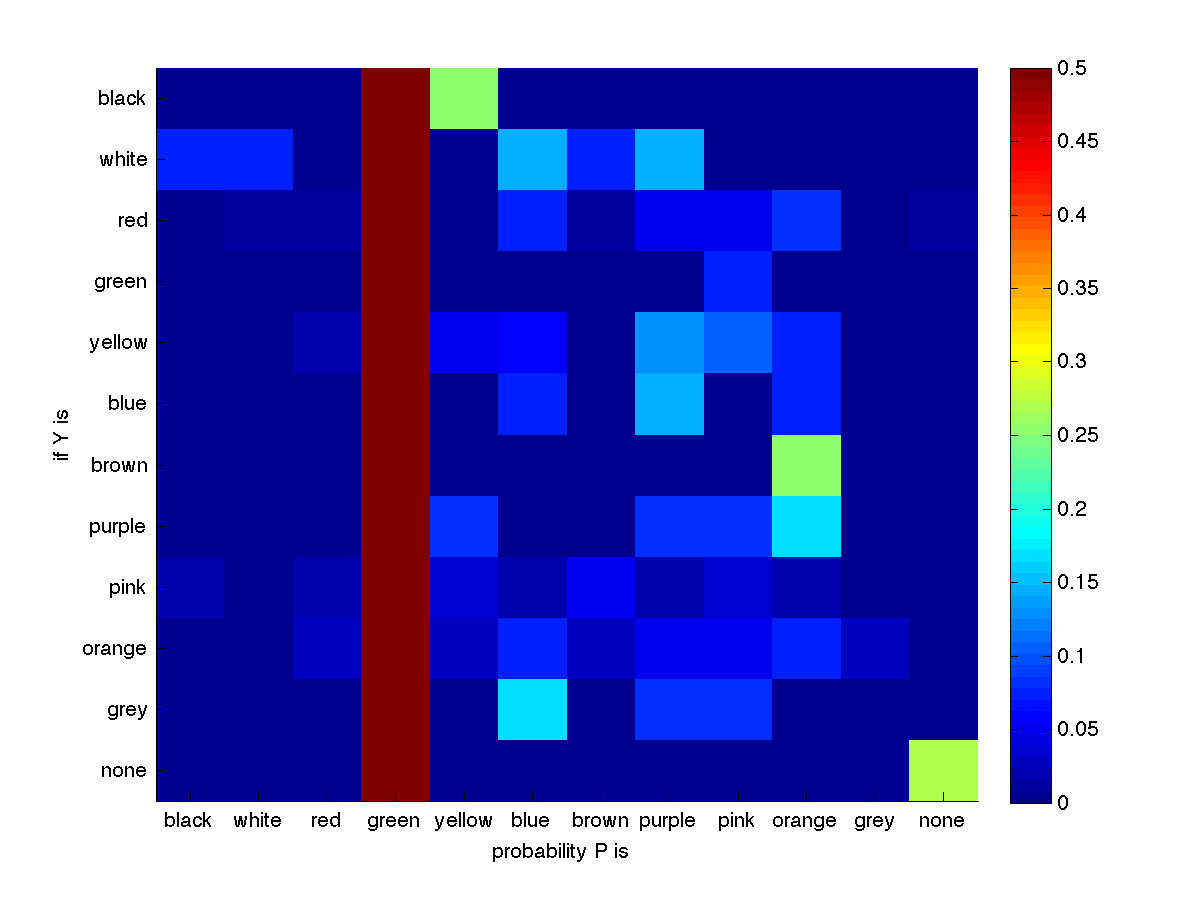 black
white
red
green
yellow
blue
brown
purple
pink
orange
grey
none
if Y is
black white red green yellow blue brown purple pink orange grey none
probability P is
0.5
0.45
0.4
0.35
0.3
0.25
0.2
0.15
0.1
0.05
0